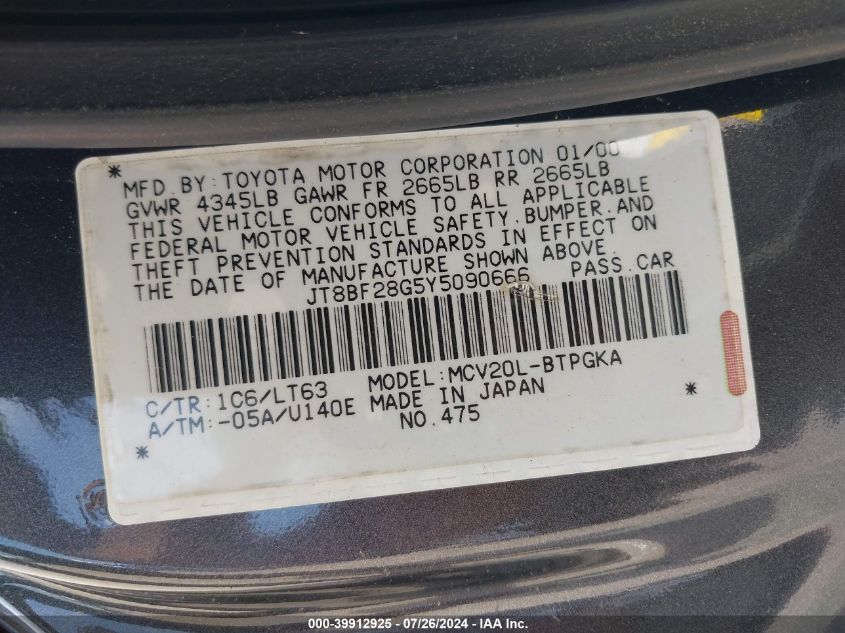 MFD.BY:TOYOTA MOTOR CORPORATION 01/00
GVWR 4345LB GAWR FR 2665LB RR 2665LB
THIS VEHICLE CONFORMS TO ALL APPLICABLE
FEDERAL MOTOR VEHICLE SAFETY,BUMPER,AND
THEFT PREVENTION STANDARDS IN EFFECT ON
THE DATE OF MANUFACTURE SHOWN ABOVE.
JT8BF28G5Y5090666 PASS.CAR
C/TR:1C6/LT63 MODEL:MCV20L-BTPGKA
A/TM:-05A/U140E MADE IN JAPAN
NO.475
000-39912925 - 07/26/2024 - IAA Inc.